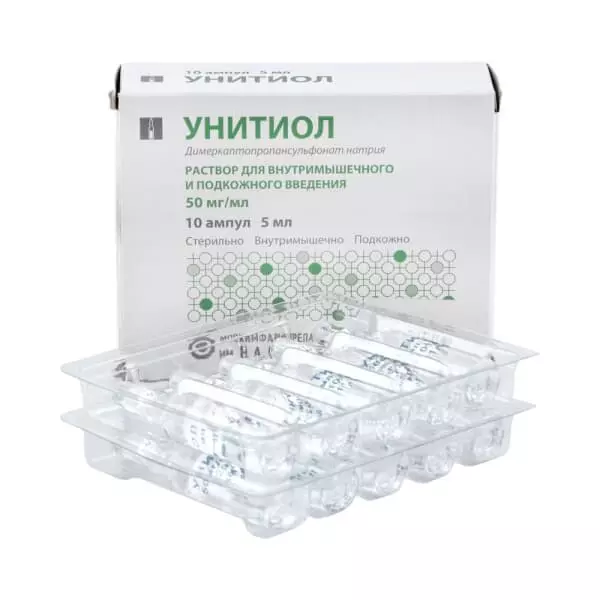 10 ампул 5 мл
УНИТИОЛ
УНИТИОЛ
Димеркаптопропансульфонат натрия
РАСТВОР ДЛЯ ВНУТРИМЫШЕЧНОГО
И ПОДКОЖНОГО ВВЕДЕНИЯ
50 мг/мл
10 ампул 5 мл
Стерильно Внутримышечно Подкожно